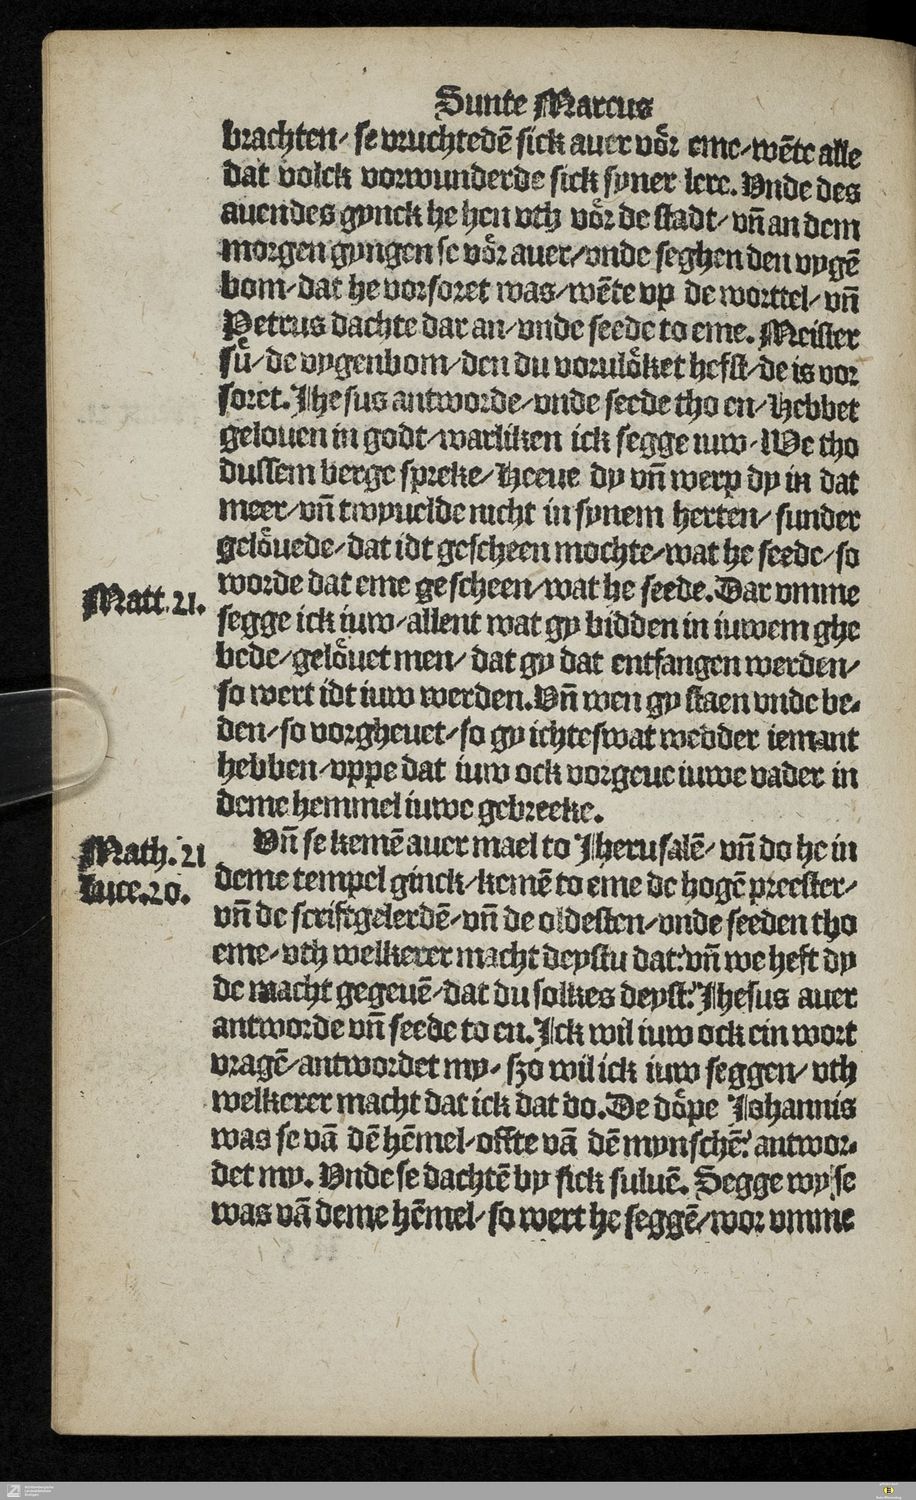 Sunte Marcus
brachten/ se vruchtedē sick auer vör eme/ wēte alle
dat volck vorwunderde sick syner lere. Vnde des
auendes gynck he hen vth vör de stadt/ vñ an dem
morgen gyngen se vör auer/ vnde seghen den vygē
bom/ dat he vorsoret was/ wēte vp de worttel/ vñ
Petrus dachte dar an/ vnde seede to eme. Meister
sü/ de vygenbom/ den du vorulöket hefst/ de is vor
soret. Jhesus antworde/ vnde seede tho en/ Hebbet
gelouen in godt/ warliken ick segge iuw/ We tho
dussem berge spreke/ Heeue dy vñ werp dy in dat
meer/ vñ twyuelde nicht in synem herten/ sunder
gelöuede/ dat idt gescheen mochte/ wat he seede/ so
Matt. 21.
worde dat eme gescheen/ wat he seede. Dar vmme
segge ick iuw/ allent wat gy bidden in iuwem ghe
bede/ gelöuet men/ dat gy dat entfangen werden/
so wert idt iuw werden. Vñ wen gy staen vnde be/
den/ so vorgheuet/ so gy ichteswat wedder iemant
hebben/ vppe dat iuw ock vorgeue iuwe vader in
deme hemmel iuwe gebreeke.
Math. 21
Luce. 20.
Vñ se kemē auer mael to Jherusalē/ vñ do he in
deme tempel ginck/ kemē to eme de hogē preester/
vñ de scriftgelerdē/ vñ de oldesten/ vnde seeden tho
eme/ vth welkerer macht deystu dat? vñ we heft dy
de macht gegeuē/ dat du solkes deyst? Jhesus auer
antworde vñ seede to en. Jck wil iuw ock ein wort
vragē/ antwordet my/ szo wil ick iuw seggen/ vth
welkerer macht dat ick dat do. De döpe Johannis
was se vā dē hēmel/ offte vā dē mynschē? antwor/
det my. Vnde se dachtē by sick suluē. Segge wy/ se
was vā deme hēmel/ so wert he seggē/ wor vmme